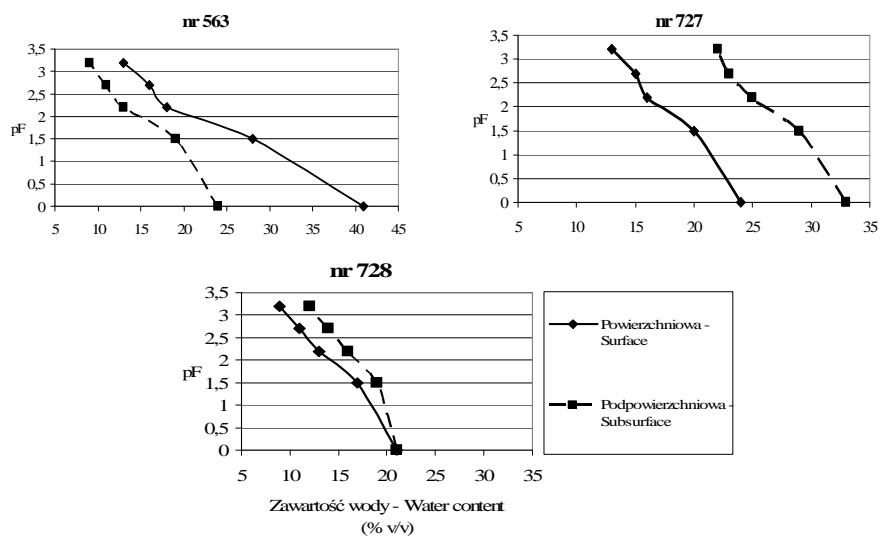 nr 563
3,5
3
2,5
2
1,5
1
0,5
0
pF
5 10 15 20 25 30 35 40 45
nr 727
3,5
3
2,5
2
1,5
1
0,5
0
pF
5 10 15 20 25 30 35
nr 728
3,5
3
2,5
2
1,5
1
0,5
0
pF
5 10 15 20 25 30 35
Zawartość wody - Water content
(% v/v)
Powierzchniowa -
Surface
Podpowierzchniowa -
Subsurface